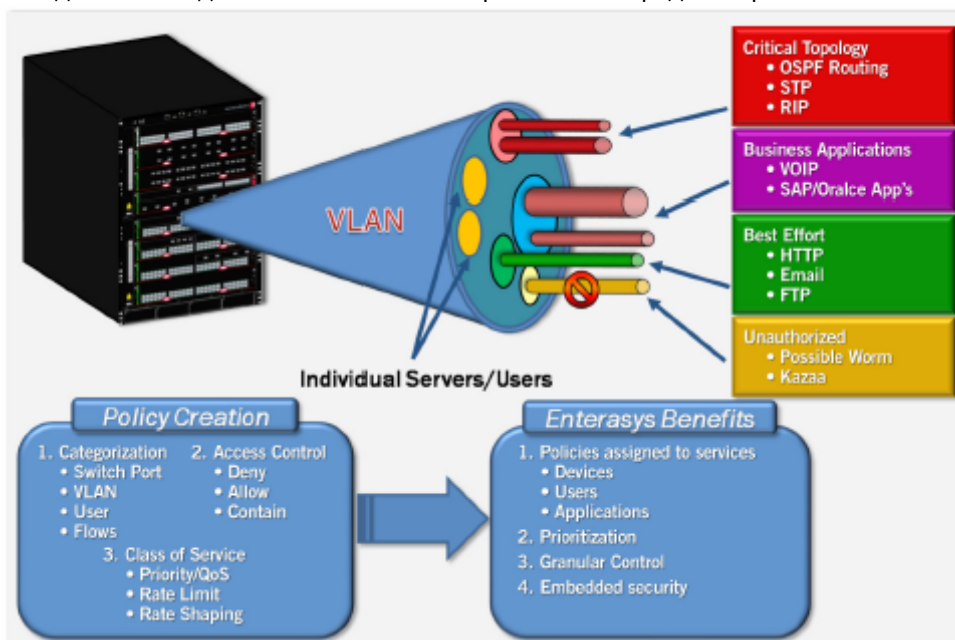 Critical Topology
• OSPF Routing
• STP
• RIP
Business Applications
• VOIP
• SAP/Oralce App's
Best Effort
• HTTP
• Email
• FTP
Unauthorized
• Possible Worm
• Kazaa
VLAN
Individual Servers/Users
Policy Creation
1. Categorization
• Switch Port
• VLAN
• User
• Flows
2. Access Control
• Deny
• Allow
• Contain
3. Class of Service
• Priority/QoS
• Rate Limit
• Rate Shaping
Enterasys Benefits
1. Policies assigned to services
• Devices
• Users
• Applications
2. Prioritization
3. Granular Control
4. Embedded security